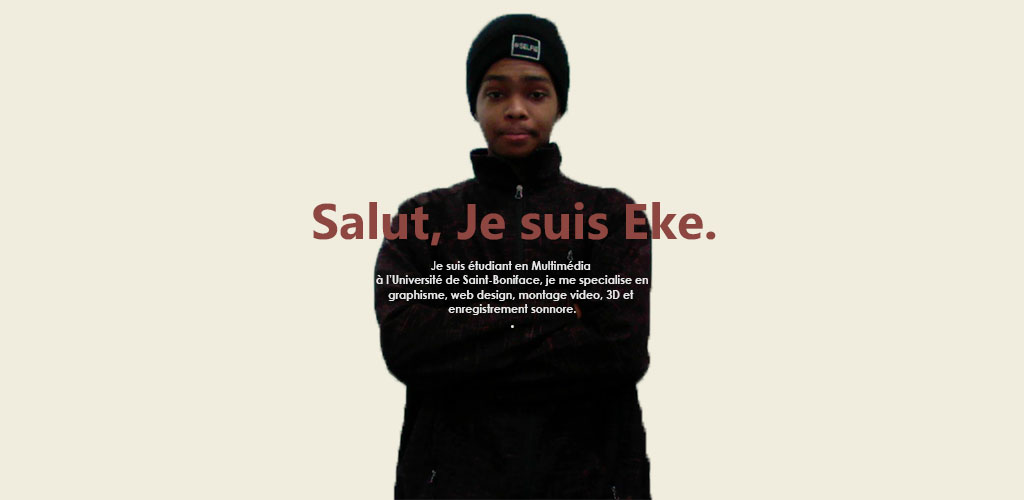 #SELFIE
Salut, Je suis Eke.
Je suis étudiant en Multimédia
à l'Université de Saint-Boniface, je me specialise en
graphisme, web design, montage video, 3D et
enregistrement sonnore.
.